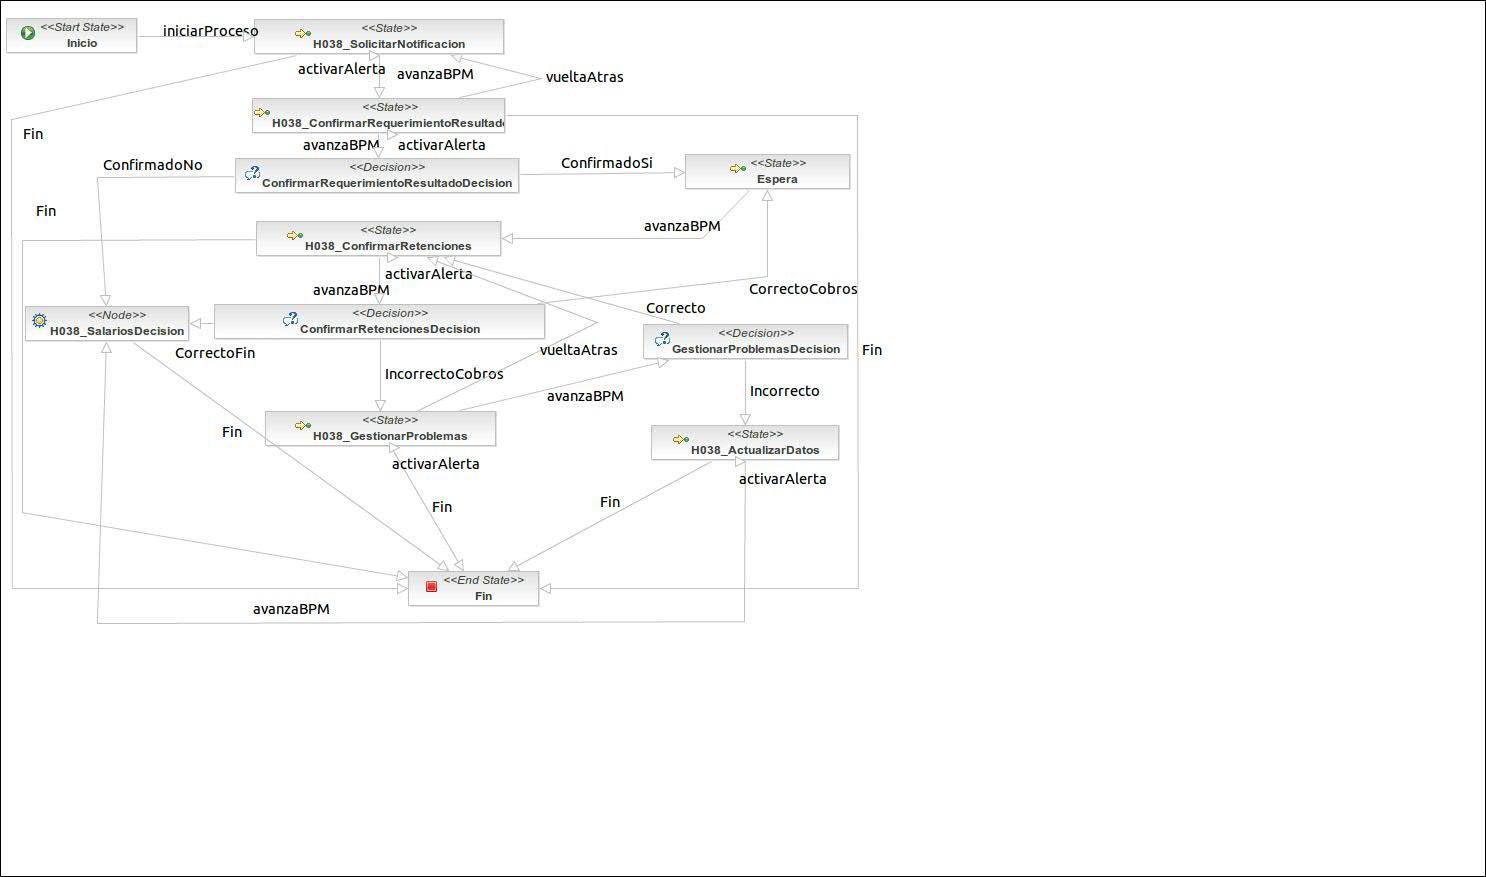 <<Start State>>
Inicio
iniciarProceso
<<State>>
H038_SolicitarNotificacion
activarAlerta
avanzaBPM
vueltaAtras
Fin
<<State>>
H038_ConfirmarRequerimientoResultado
avanzaBPM
activarAlerta
ConfirmadoNo
<<Decision>>
ConfirmarRequerimientoResultadoDecision
ConfirmadoSi
<<State>>
Espera
Fin
<<State>>
H038_ConfirmarRetenciones
avanzaBPM
activarAlerta
avanzaBPM
CorrectoCobros
Correcto
<<Node>>
H038_SalariosDecision
<<Decision>>
ConfirmarRetencionesDecision
<<Decision>>
GestionarProblemasDecision
CorrectoFin
vueltaAtras
Fin
IncorrectoCobros
avanzaBPM
Incorrecto
<<State>>
H038_GestionarProblemas
Fin
<<State>>
H038_ActualizarDatos
activarAlerta
activarAlerta
Fin
Fin
<<End State>>
Fin
avanzaBPM